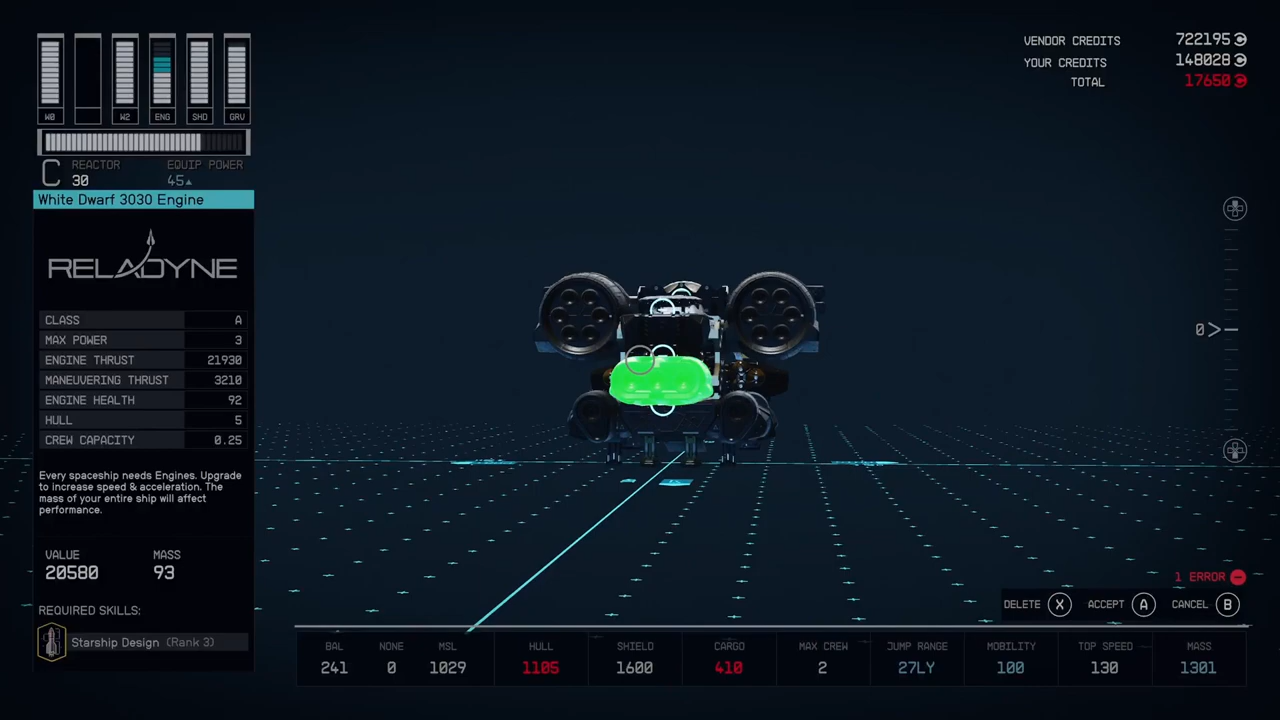 VENDOR CREDITS 722195
YOUR CREDITS 148028
TOTAL 17650
W0 W2 ENG SHD GRV
C REACTOR EQUIP POWER
30 45
White Dwarf 3030 Engine
RELADYNE
CLASS A
MAX POWER 3
ENGINE THRUST 21930
MANEUVERING THRUST 3210
ENGINE HEALTH 92
HULL 5
CREW CAPACITY 0.25
Every spaceship needs Engines. Upgrade
to increase speed & acceleration. The
mass of your entire ship will affect
performance.
VALUE MASS
20580 93
REQUIRED SKILLS:
Starship Design (Rank 3)
0
1 ERROR
DELETE X ACCEPT A CANCEL B
BAL NONE MSL HULL SHIELD CARGO MAX CREW JUMP RANGE MOBILITY TOP SPEED MASS
241 0 1029 1105 1600 410 2 27LY 100 130 1301